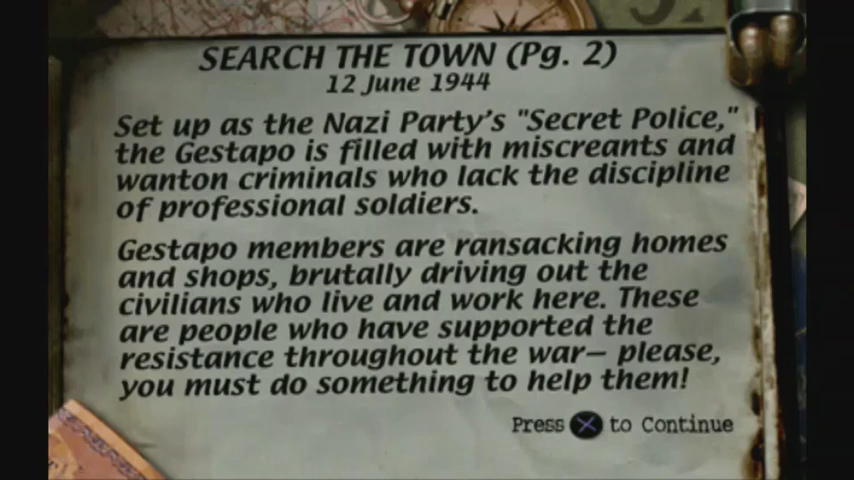 SEARCH THE TOWN (Pg. 2)
12 June 1944
Set up as the Nazi Party's "Secret Police,"
the Gestapo is filled with miscreants and
wanton criminals who lack the discipline
of professional soldiers.
Gestapo members are ransacking homes
and shops, brutally driving out the
civilians who live and work here. These
are people who have supported the
resistance throughout the war— please,
you must do something to help them!
Press X to Continue